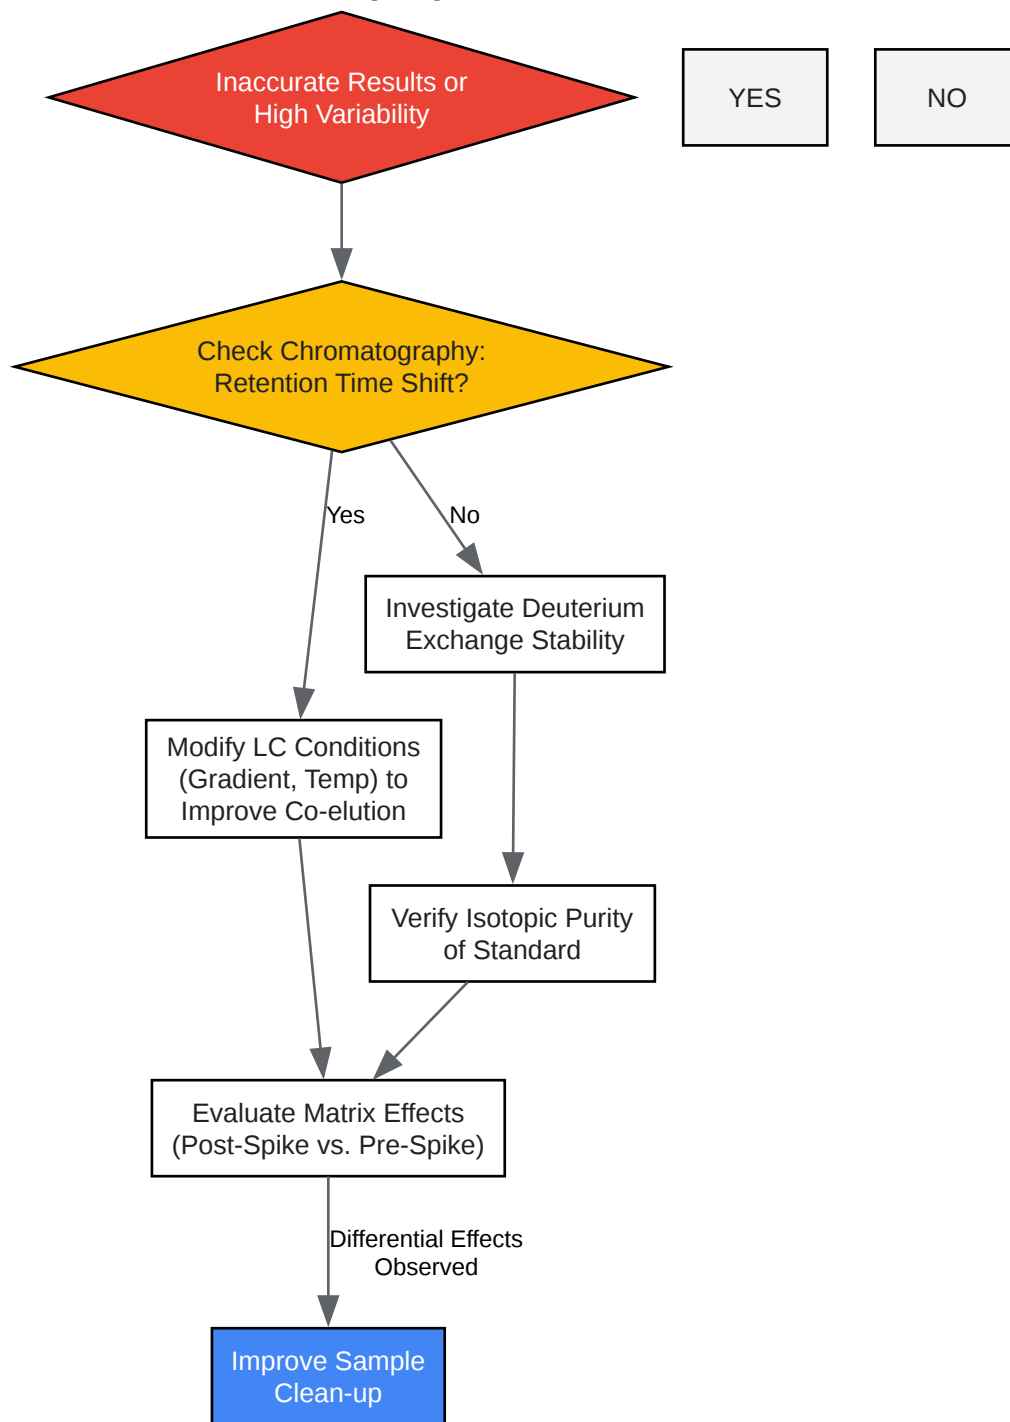 Inaccurate Results or
High Variability
YES
NO
Check Chromatography:
Retention Time Shift?
Yes
No
Investigate Deuterium
Exchange Stability
Modify LC Conditions
(Gradient, Temp) to
Improve Co-elution
Verify Isotopic Purity
of Standard
Evaluate Matrix Effects
(Post-Spike vs. Pre-Spike)
Differential Effects
Observed
Improve Sample
Clean-up